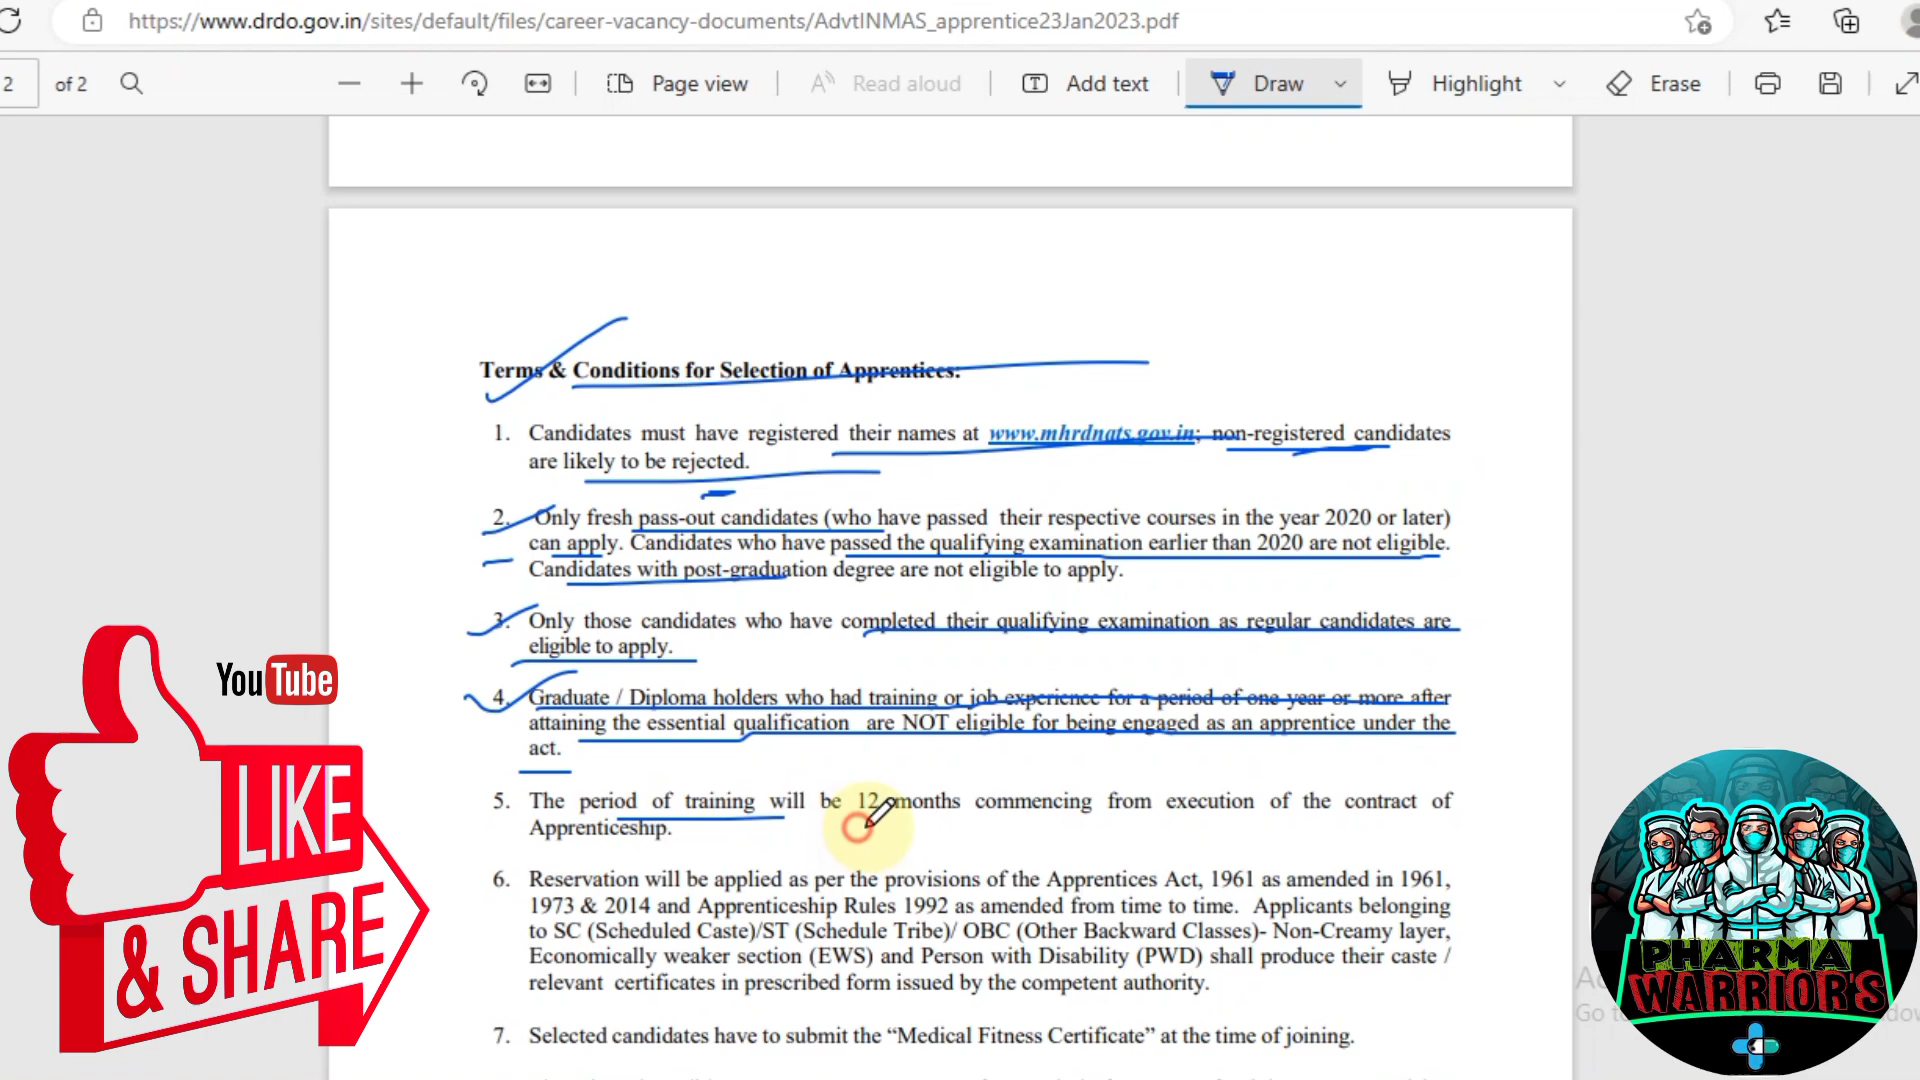 https://www.drdo.gov.in/sites/default/files/career-vacancy-documents/AdvtINMAS_apprentice23Jan2023.pdf
2 of 2 Page view Read aloud Add text Draw Highlight Erase
Terms & Conditions for Selection of Apprentices:
1. Candidates must have registered their names at www.mhrdnats.gov.in; non-registered candidates
are likely to be rejected.
2. Only fresh pass-out candidates (who have passed their respective courses in the year 2020 or later)
can apply. Candidates who have passed the qualifying examination earlier than 2020 are not eligible.
Candidates with post-graduation degree are not eligible to apply.
3. Only those candidates who have completed their qualifying examination as regular candidates are
eligible to apply.
4. Graduate / Diploma holders who had training or job experience for a period of one year or more after
attaining the essential qualification are NOT eligible for being engaged as an apprentice under the
act.
5. The period of training will be 12 months commencing from execution of the contract of
Apprenticeship.
6. Reservation will be applied as per the provisions of the Apprentices Act, 1961 as amended in 1961,
1973 & 2014 and Apprenticeship Rules 1992 as amended from time to time. Applicants belonging
to SC (Scheduled Caste)/ST (Schedule Tribe)/ OBC (Other Backward Classes)- Non-Creamy layer,
Economically weaker section (EWS) and Person with Disability (PWD) shall produce their caste /
relevant certificates in prescribed form issued by the competent authority.
7. Selected candidates have to submit the “Medical Fitness Certificate” at the time of joining.
YouTube
LIKE
& SHARE
PHARMA
WARRIOR'S